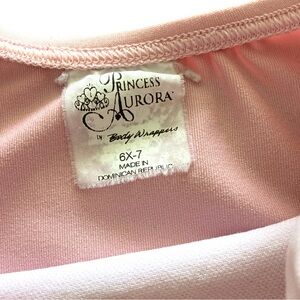 PRINCESS
AURORA
by Body Wrappers
6X-7
MADE IN
DOMINICAN REPUBLIC